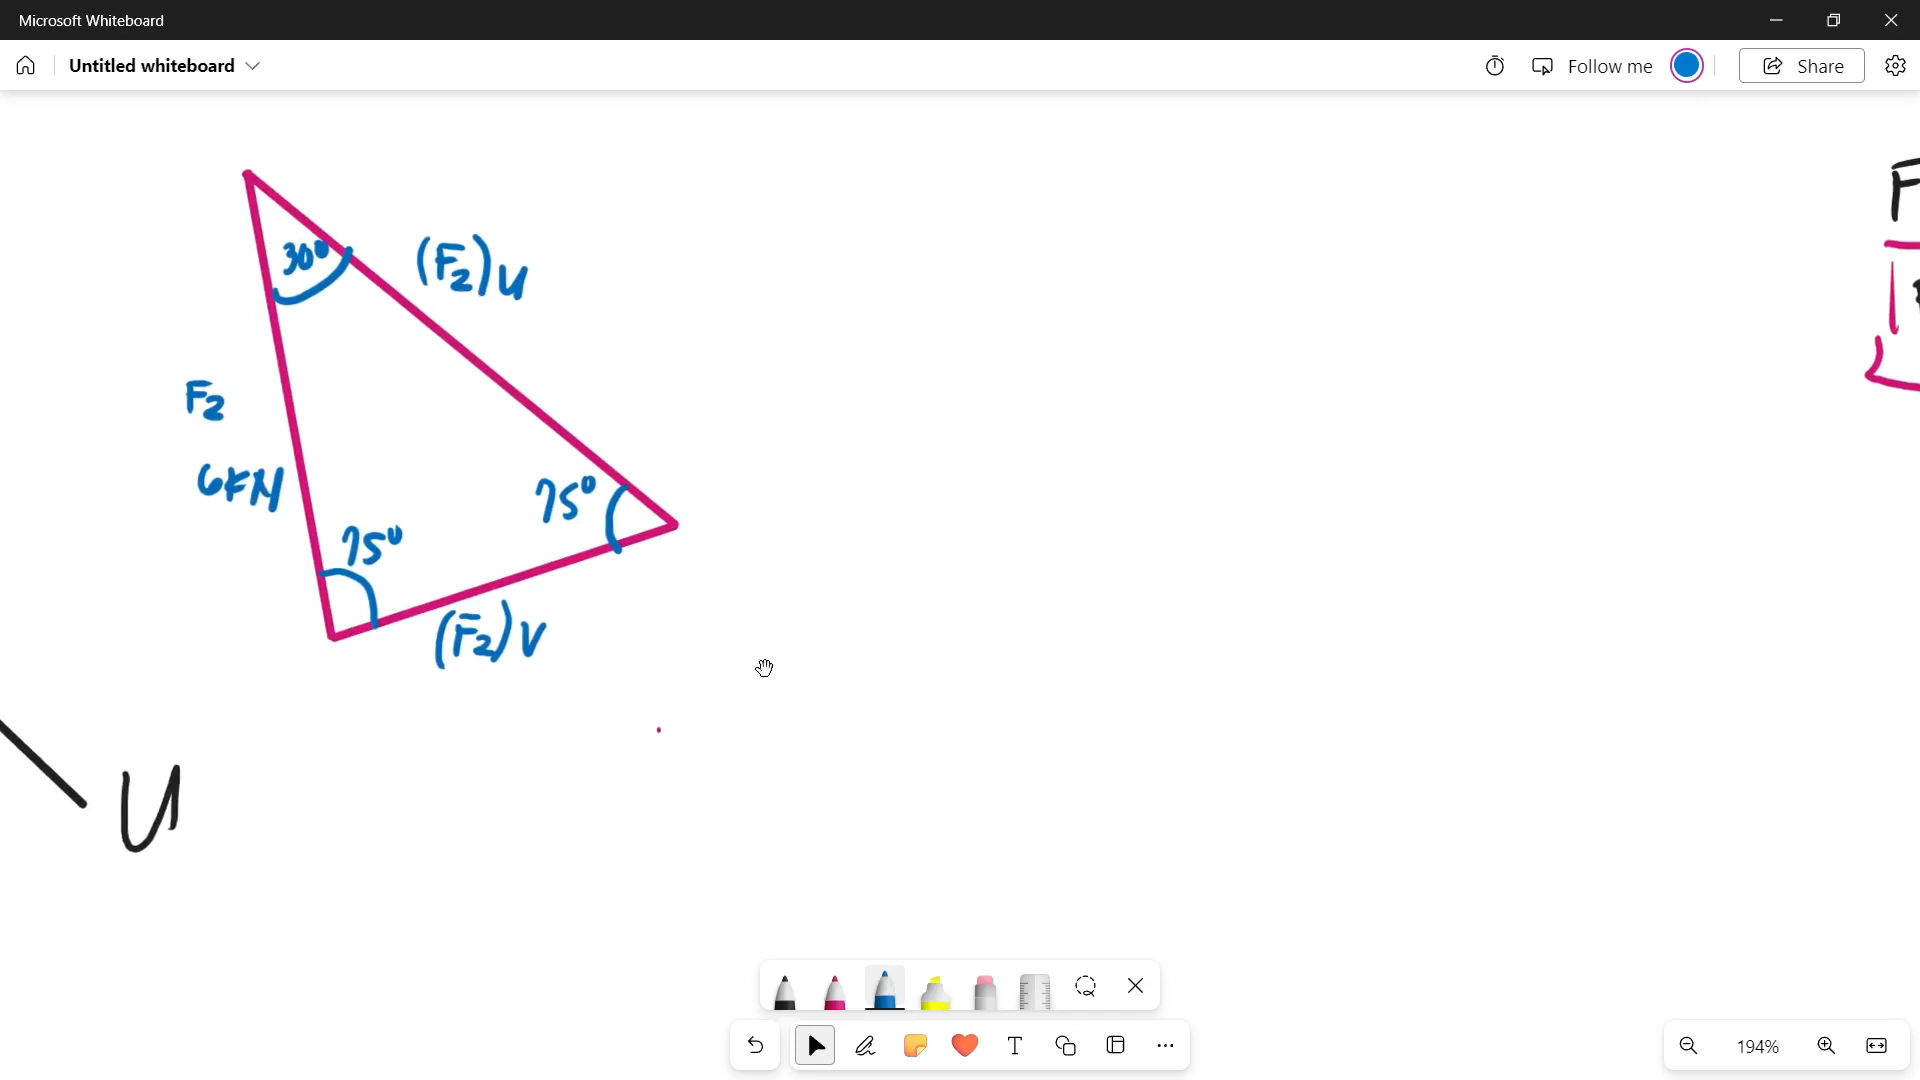 Microsoft Whiteboard
Untitled whiteboard
Follow me
Share
30°
(F2)U
F2
6KN
75°
75°
(F2)V
U
F
194%